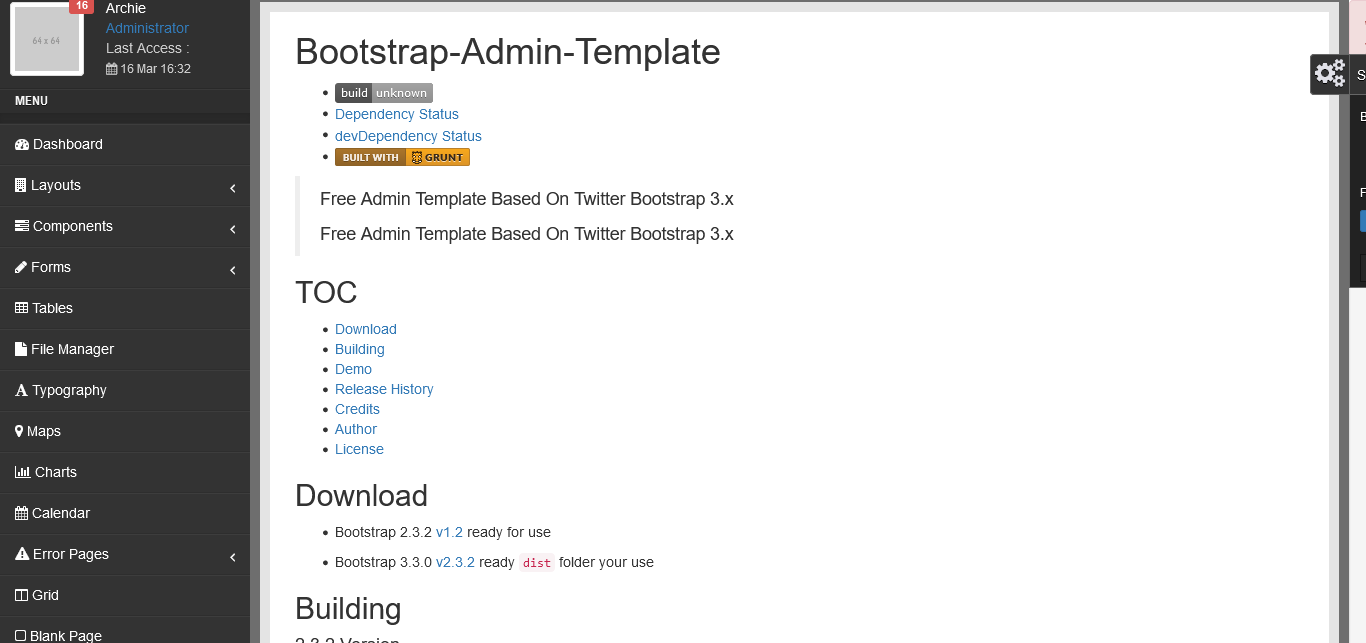 16
64 x 64
Archie
Administrator
Last Access :
16 Mar 16:32
MENU
Dashboard
Layouts
Components
Forms
Tables
File Manager
Typography
Maps
Charts
Calendar
Error Pages
Grid
Blank Page
Bootstrap-Admin-Template
build unknown
Dependency Status
devDependency Status
BUILT WITH GRUNT
Free Admin Template Based On Twitter Bootstrap 3.x
Free Admin Template Based On Twitter Bootstrap 3.x
TOC
Download
Building
Demo
Release History
Credits
Author
License
Download
Bootstrap 2.3.2 v1.2 ready for use
Bootstrap 3.3.0 v2.3.2 ready dist folder your use
Building
2.3.2 Version